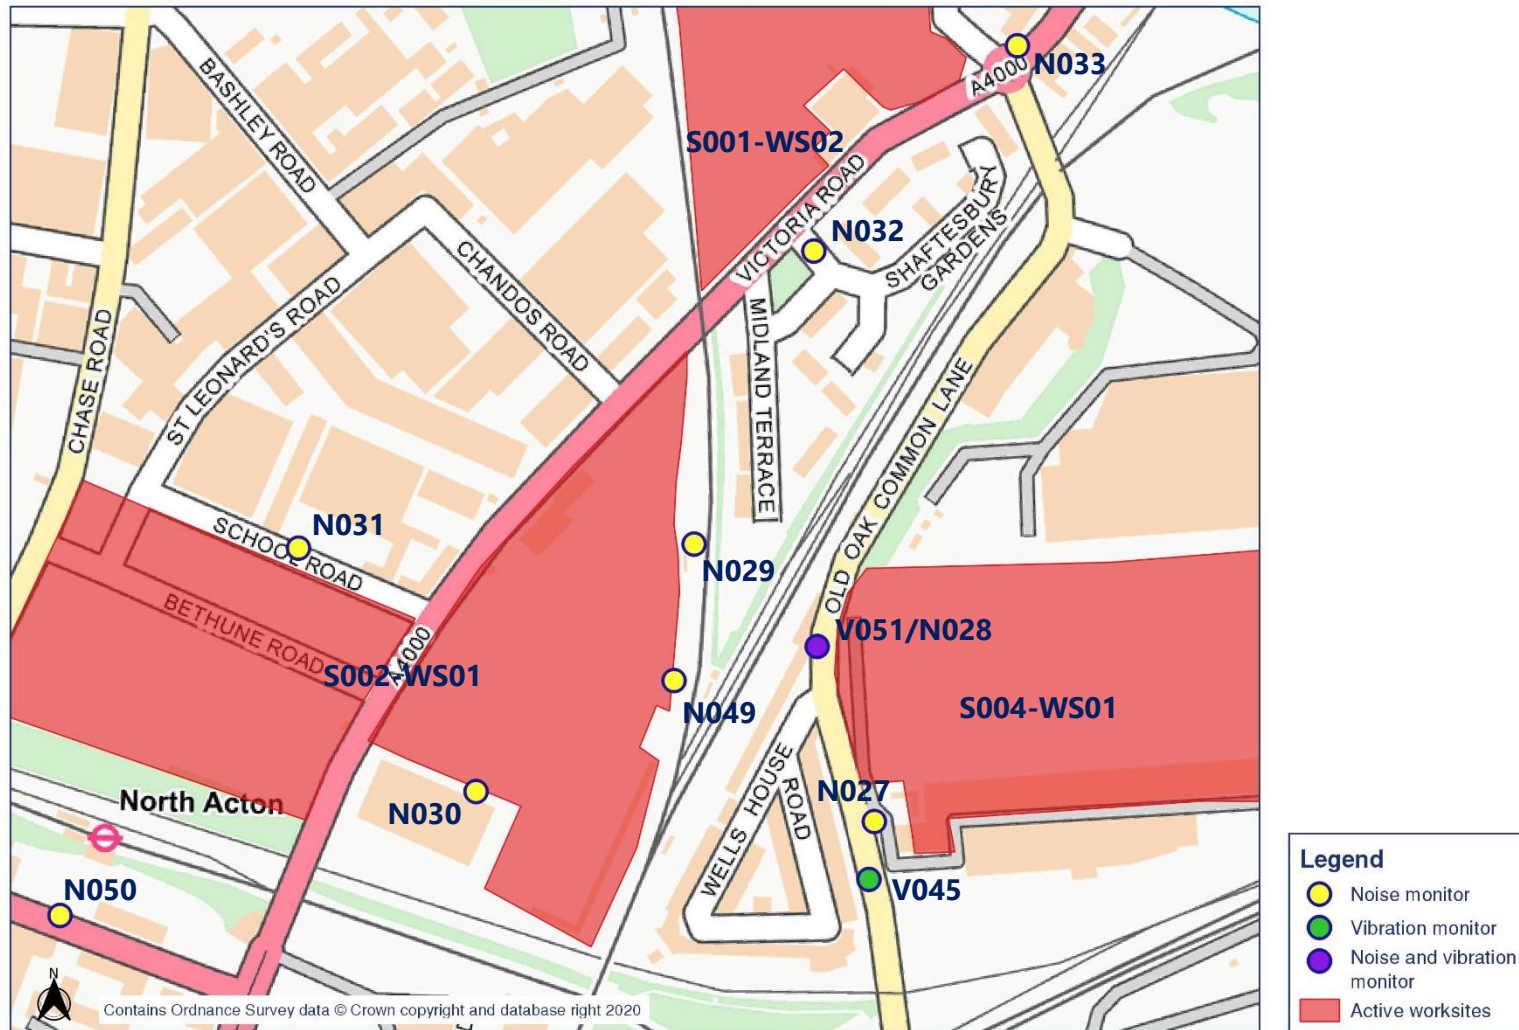 BASHLEY ROAD
A4000
N033
S001-WS02
VICTORIA ROAD
N032
SHAFTESBURY
GARDENS
CHANDOS ROAD
ST LEONARD'S ROAD
CHASE ROAD
MIDLAND TERRACE
OLD OAK COMMON LANE
N031
SCHOOL ROAD
N029
BETHUNE ROAD
A4000
S002-WS01
V051/N028
N049
S004-WS01
North Acton
N030
WELLS HOUSE
ROAD
N027
V045
N050
N
Contains Ordnance Survey data © Crown copyright and database right 2020
Legend
Noise monitor
Vibration monitor
Noise and vibration
monitor
Active worksites